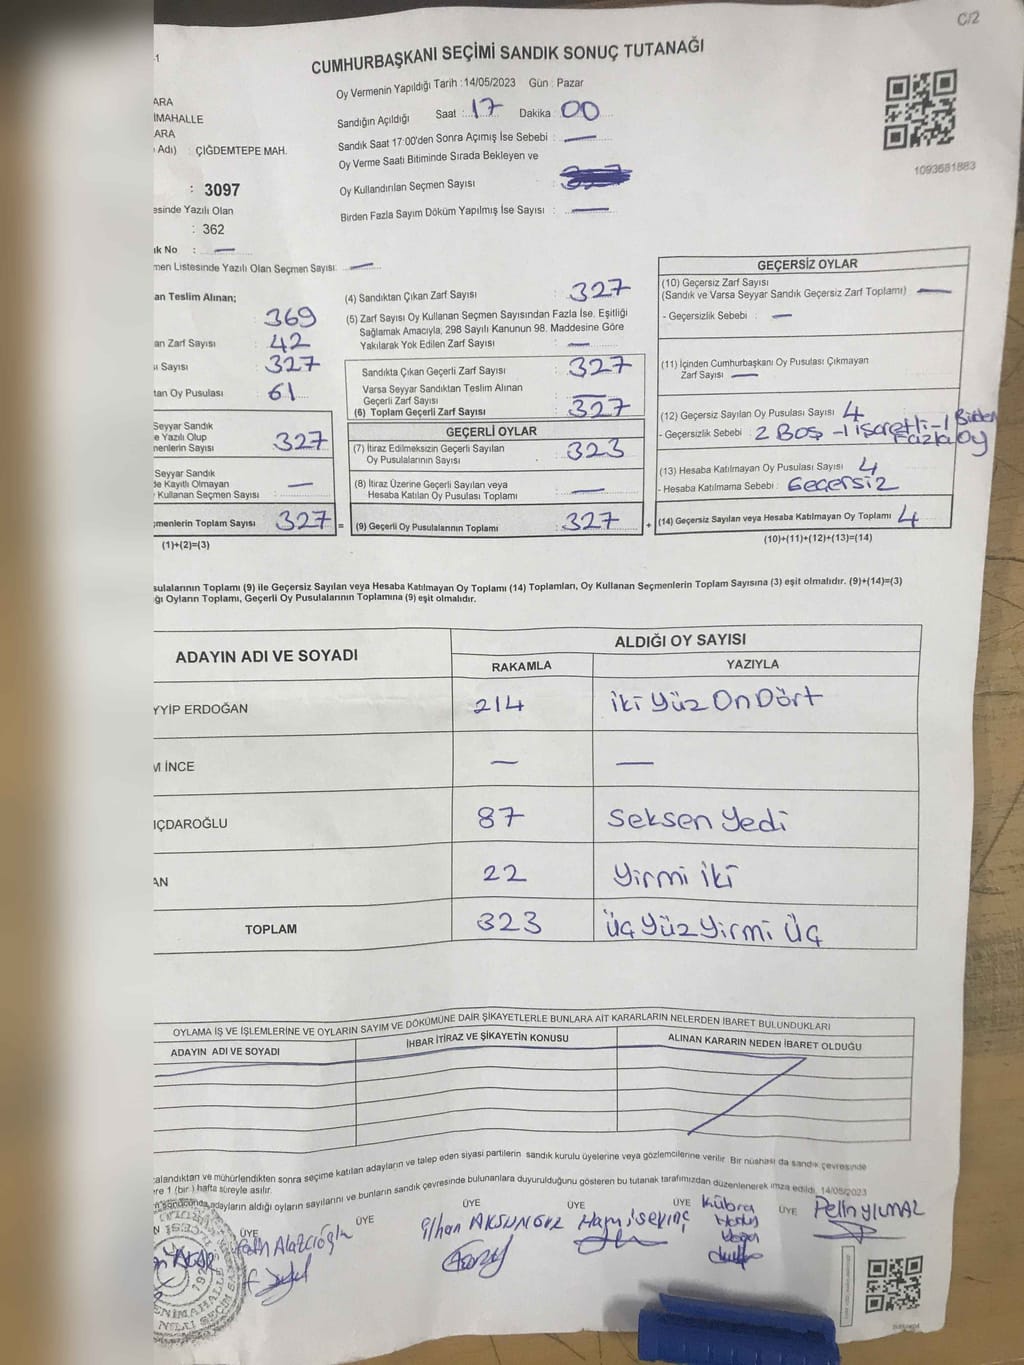 C/2
CUMHURBAŞKANI SEÇİMİ SANDIK SONUÇ TUTANAĞI
-1
Oy Vermenin Yapıldığı Tarih :14/05/2023 Gün : Pazar
ARA
İMAHALLE
ARA
Adı) : ÇİĞDEMTEPE MAH.
Sandığın Açıldığı Saat : 17 Dakika : 00
Sandık Saat 17:00'den Sonra Açılmış İse Sebebi : —
Oy Verme Saati Bitiminde Sırada Bekleyen ve
Oy Kullandırılan Seçmen Sayısı :
Birden Fazla Sayım Döküm Yapılmış İse Sayısı : —
1093681883
: 3097
esinde Yazılı Olan
: 362
ık No : —
men Listesinde Yazılı Olan Seçmen Sayısı: —
an Teslim Alınan;
369
an Zarf Sayısı 42
ı Sayısı 327
tan Oy Pusulası 61
Seyyar Sandık
e Yazılı Olup
menlerin Sayısı 327
Seyyar Sandık
de Kayıtlı Olmayan
Kullanan Seçmen Sayısı : —
çmenlerin Toplam Sayısı 327 =
(1)+(2)=(3)
(4) Sandıktan Çıkan Zarf Sayısı : 327
(5) Zarf Sayısı Oy Kullanan Seçmen Sayısından Fazla İse, Eşitliği
Sağlamak Amacıyla, 298 Sayılı Kanunun 98. Maddesine Göre
Yakılarak Yok Edilen Zarf Sayısı : —
Sandıkta Çıkan Geçerli Zarf Sayısı : 327
Varsa Seyyar Sandıktan Teslim Alınan
Geçerli Zarf Sayısı : —
(6) Toplam Geçerli Zarf Sayısı : 327
GEÇERLİ OYLAR
(7) İtiraz Edilmeksizin Geçerli Sayılan
Oy Pusulalarının Sayısı : 323
(8) İtiraz Üzerine Geçerli Sayılan veya
Hesaba Katılan Oy Pusulası Toplamı : —
(9) Geçerli Oy Pusulalarının Toplamı : 327 +
GEÇERSİZ OYLAR
(10) Geçersiz Zarf Sayısı
(Sandık ve Varsa Seyyar Sandık Geçersiz Zarf Toplamı) : —
- Geçersizlik Sebebi : —
(11) İçinden Cumhurbaşkanı Oy Pusulası Çıkmayan
Zarf Sayısı : —
(12) Geçersiz Sayılan Oy Pusulası Sayısı : 4
- Geçersizlik Sebebi : 2 Boş - 1 işaretli - 1 Birden
Fazla oy
(13) Hesaba Katılmayan Oy Pusulası Sayısı : 4
- Hesaba Katılmama Sebebi : Geçersiz
(14) Geçersiz Sayılan veya Hesaba Katılmayan Oy Toplamı : 4
(10)+(11)+(12)+(13)=(14)
sulalarının Toplamı (9) ile Geçersiz Sayılan veya Hesaba Katılmayan Oy Toplamı (14) Toplamları, Oy Kullanan Seçmenlerin Toplam Sayısına (3) eşit olmalıdır. (9)+(14)=(3)
ğı Oyların Toplamı, Geçerli Oy Pusulalarının Toplamına (9) eşit olmalıdır.
ADAYIN ADI VE SOYADI ALDIĞI OY SAYISI
RAKAMLA YAZIYLA
YYİP ERDOĞAN 214 iki yüz On Dört
M İNCE — —
IÇDAROĞLU 87 Seksen Yedi
AN 22 Yirmi iki
TOPLAM 323 Üç Yüz Yirmi Üç
OYLAMA İŞ VE İŞLEMLERİNE VE OYLARIN SAYIM VE DÖKÜMÜNE DAİR ŞİKAYETLERLE BUNLARA AİT KARARLARIN NELERDEN İBARET BULUNDUKLARI
ADAYIN ADI VE SOYADI İHBAR İTİRAZ VE ŞİKAYETİN KONUSU ALINAN KARARIN NEDEN İBARET OLDUĞU
alandıktan ve mühürlendikten sonra seçime katılan adayların ve talep eden siyasi partilerin sandık kurulu üyelerine veya gözlemcilerine verilir. Bir nüshası da sandık çevresinde
re 1 (bir) hafta süreyle asılır.
adayların aldığı oyların sayılarını ve bunların sandık çevresinde bulunanlara duyurulduğunu gösteren bu tutanak tarafımızdan düzenlenerek imza edildi. 14/05/2023
ÜYE ÜYE ÜYE ÜYE ÜYE ÜYE
Fatih Alazcıoğlu
İlhan AKSUNGUR
Kübra
Pelin YILMAZ